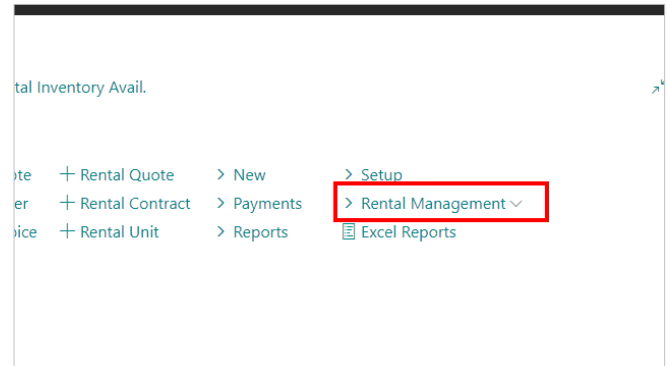 tal Inventory Avail.
ote + Rental Quote > New > Setup
er + Rental Contract > Payments > Rental Management
oice + Rental Unit > Reports Excel Reports